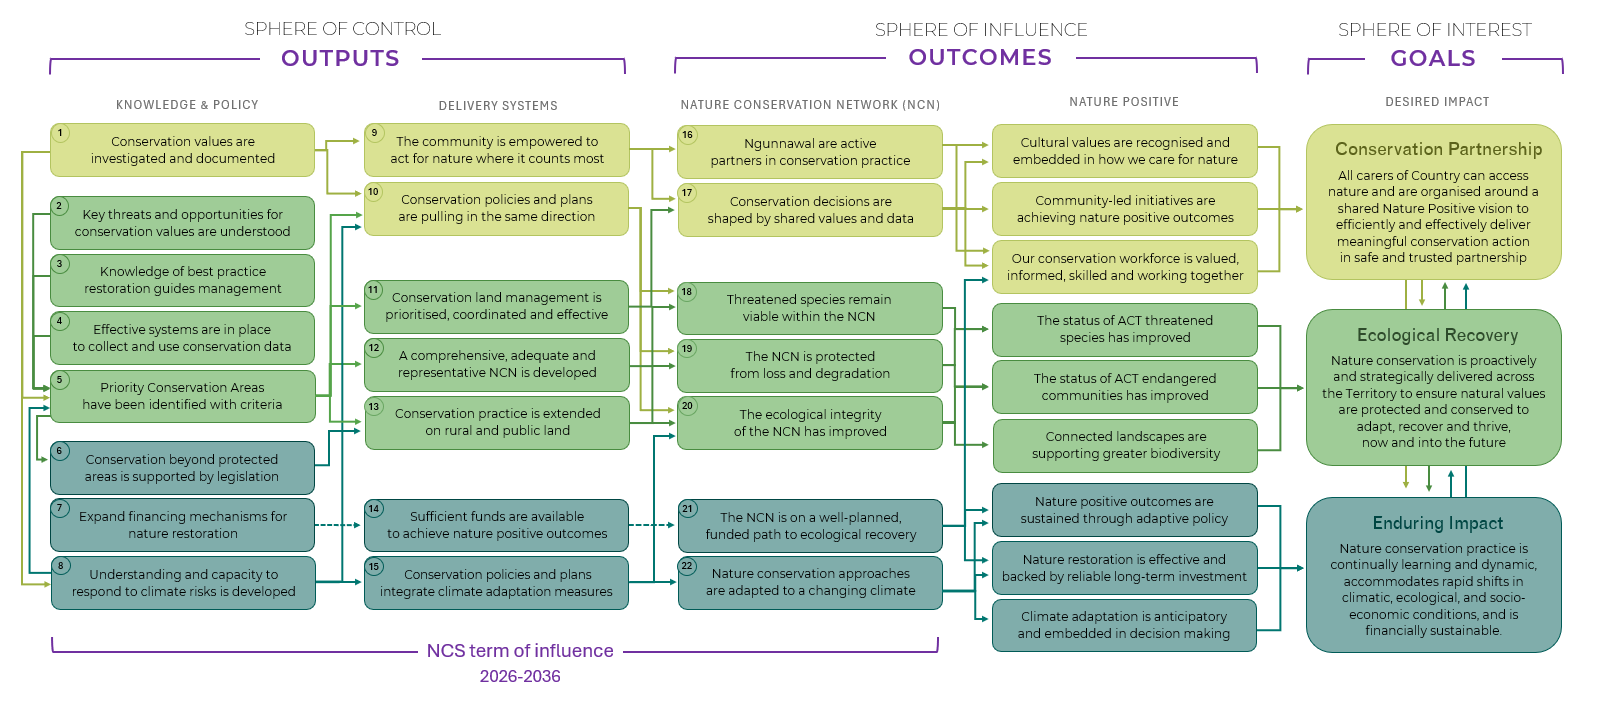 SPHERE OF CONTROL
OUTPUTS
SPHERE OF INFLUENCE
OUTCOMES
SPHERE OF INTEREST
GOALS
KNOWLEDGE & POLICY
DELIVERY SYSTEMS
NATURE CONSERVATION NETWORK (NCN)
NATURE POSITIVE
DESIRED IMPACT
1
Conservation values are
investigated and documented
2
Key threats and opportunities for
conservation values are understood
3
Knowledge of best practice
restoration guides management
4
Effective systems are in place
to collect and use conservation data
5
Priority Conservation Areas
have been identified with criteria
6
Conservation beyond protected
areas is supported by legislation
7
Expand financing mechanisms for
nature restoration
8
Understanding and capacity to
respond to climate risks is developed
9
The community is empowered to
act for nature where it counts most
10
Conservation policies and plans
are pulling in the same direction
11
Conservation land management is
prioritised, coordinated and effective
12
A comprehensive, adequate and
representative NCN is developed
13
Conservation practice is extended
on rural and public land
14
Sufficient funds are available
to achieve nature positive outcomes
15
Conservation policies and plans
integrate climate adaptation measures
16
Ngunnawal are active
partners in conservation practice
17
Conservation decisions are
shaped by shared values and data
18
Threatened species remain
viable within the NCN
19
The NCN is protected
from loss and degradation
20
The ecological integrity
of the NCN has improved
21
The NCN is on a well-planned,
funded path to ecological recovery
22
Nature conservation approaches
are adapted to a changing climate
Cultural values are recognised and
embedded in how we care for nature
Community-led initiatives are
achieving nature positive outcomes
Our conservation workforce is valued,
informed, skilled and working together
The status of ACT threatened
species has improved
The status of ACT endangered
communities has improved
Connected landscapes are
supporting greater biodiversity
Nature positive outcomes are
sustained through adaptive policy
Nature restoration is effective and
backed by reliable long-term investment
Climate adaptation is anticipatory
and embedded in decision making
Conservation Partnership
All carers of Country can access
nature and are organised around a
shared Nature Positive vision to
efficiently and effectively deliver
meaningful conservation action
in safe and trusted partnership
Ecological Recovery
Nature conservation is proactively
and strategically delivered across
the Territory to ensure natural values
are protected and conserved to
adapt, recover and thrive,
now and into the future
Enduring Impact
Nature conservation practice is
continually learning and dynamic,
accommodates rapid shifts in
climatic, ecological, and socio-
economic conditions, and is
financially sustainable.
NCS term of influence
2026-2036